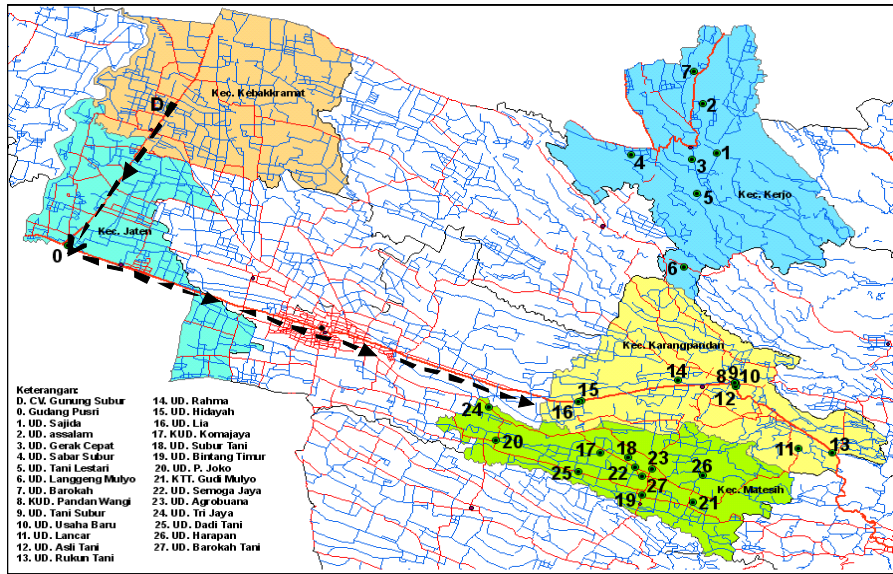 7
Kec. Kebakkramat
D
2
4
3
1
5
Kec. Kerjo
Kec. Jaten
0
6
Kec. Karangpandan
14
9
8
10
15
12
16
24
20
17
18
11
13
25
22
23
26
27
Kec. Matesih
19
21
Keterangan:
D. CV. Gunung Subur
0. Gudang Pusri
1. UD. Sajida
2. UD. assalam
3. UD. Gerak Cepat
4. UD. Sabar Subur
5. UD. Tani Lestari
6. UD. Langgeng Mulyo
7. UD. Barokah
8. KUD. Pandan Wangi
9. UD. Tani Subur
10. UD. Usaha Baru
11. UD. Lancar
12. UD. Asli Tani
13. UD. Rukun Tani
14. UD. Rahma
15. UD. Hidayah
16. UD. Lia
17. KUD. Komajaya
18. UD. Subur Tani
19. UD. Bintang Timur
20. UD. P. Joko
21. KTT. Gudi Mulyo
22. UD. Semoga Jaya
23. UD. Agrobuana
24. UD. Tri Jaya
25. UD. Dadi Tani
26. UD. Harapan
27. UD. Barokah Tani